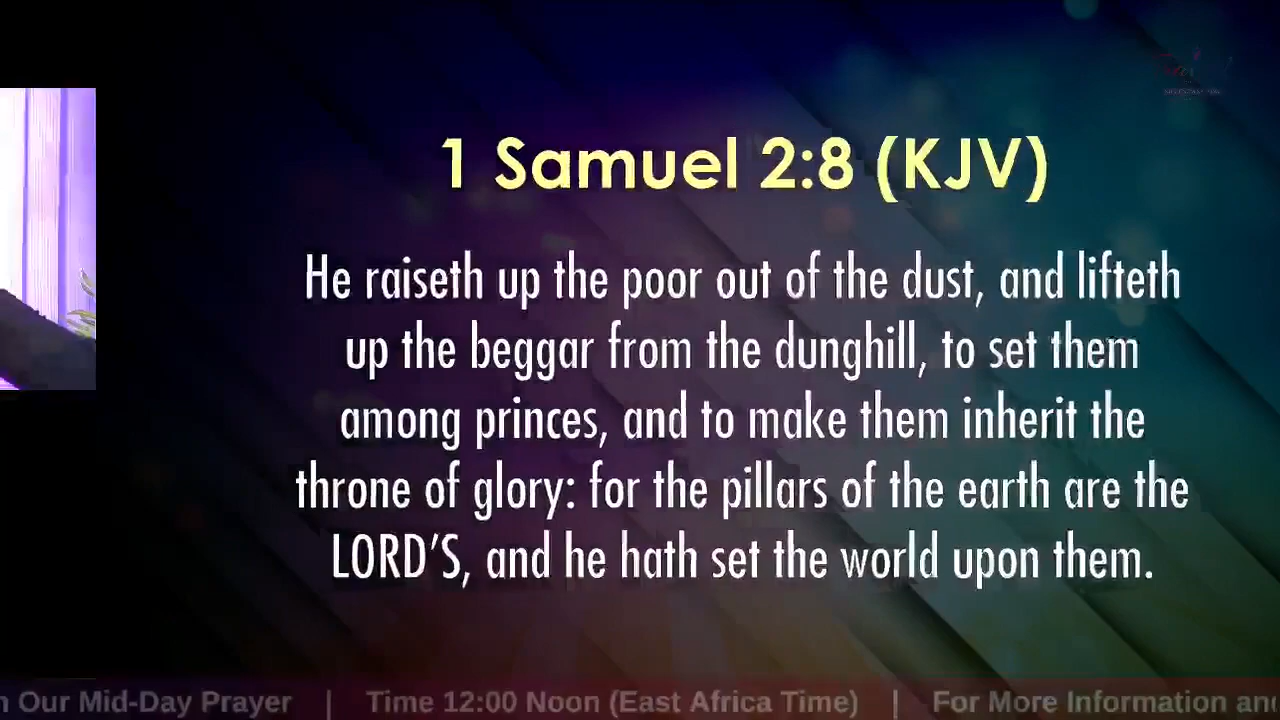 1 Samuel 2:8 (KJV)
He raiseth up the poor out of the dust, and lifteth
up the beggar from the dunghill, to set them
among princes, and to make them inherit the
throne of glory: for the pillars of the earth are the
LORD’S, and he hath set the world upon them.
Our Mid-Day Prayer | Time 12:00 Noon (East Africa Time) | For More Information